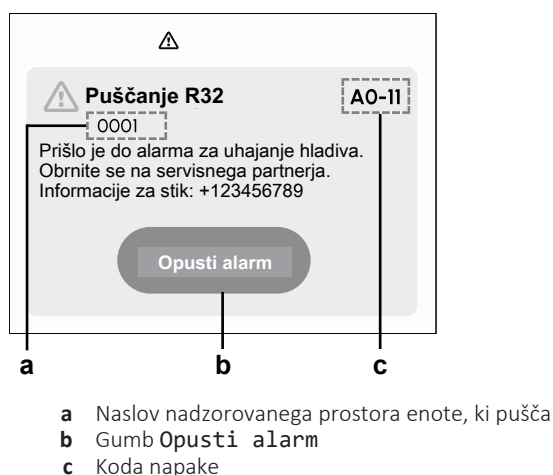 Puščanje R32
A0-11
0001
Prišlo je do alarma za uhajanje hladiva.
Obrnite se na servisnega partnerja.
Informacije za stik: +123456789
Opusti alarm
a b c
a Naslov nadzorovanega prostora enote, ki pušča
b Gumb Opusti alarm
c Koda napake